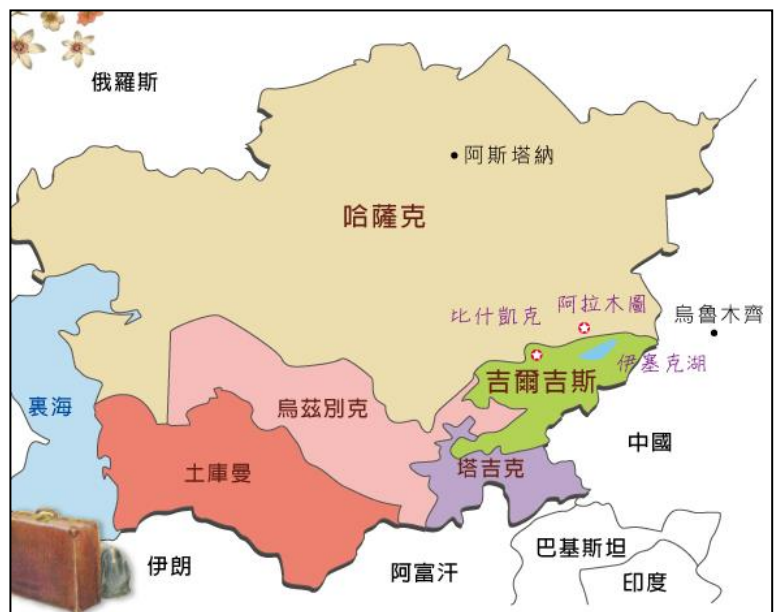 俄羅斯
阿斯塔納
哈薩克
比什凱克
阿拉木圖
烏魯木齊
吉爾吉斯
伊塞克湖
裏海
烏茲別克
中國
土庫曼
塔吉克
伊朗
阿富汗
巴基斯坦
印度